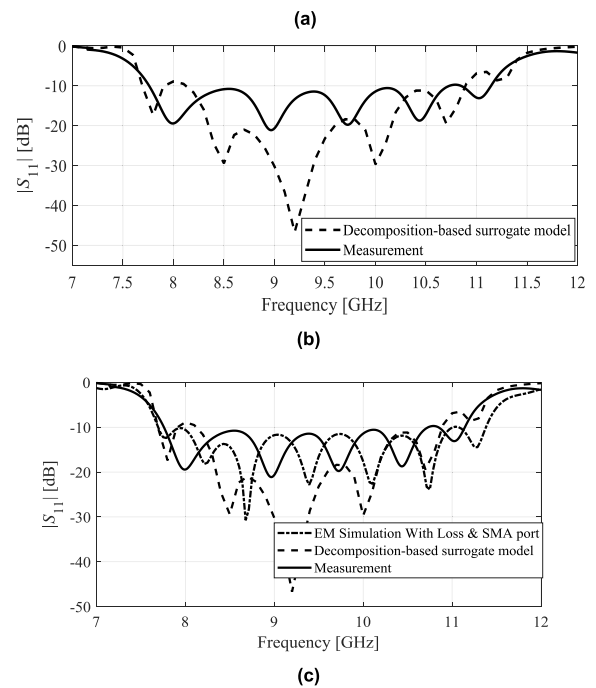 (a)
0
-10
-20
-30
-40
-50
|S11| [dB]
Decomposition-based surrogate model
Measurement
7 7.5 8 8.5 9 9.5 10 10.5 11 11.5 12
Frequency [GHz]
(b)
0
-10
-20
-30
-40
-50
|S11| [dB]
EM Simulation With Loss & SMA port
Decomposition-based surrogate model
Measurement
7 8 9 10 11 12
Frequency [GHz]
(c)